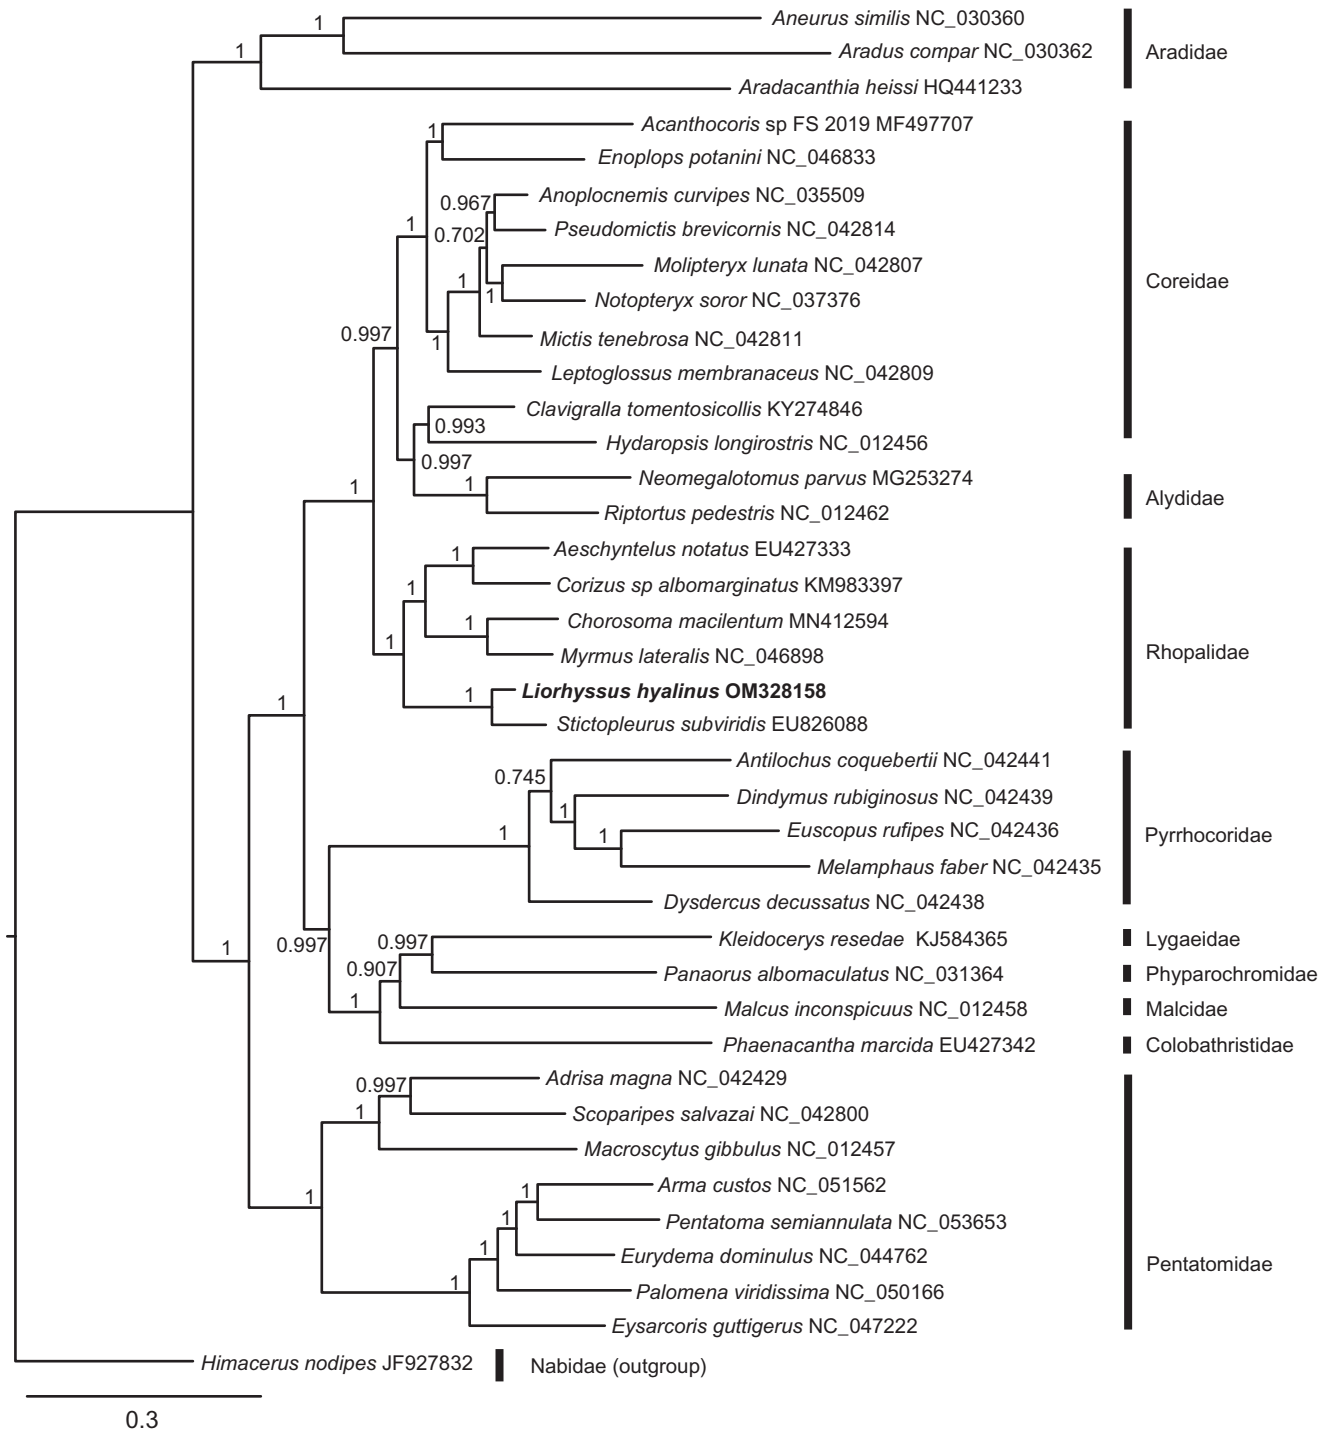 1
Aneurus similis NC_030360
1
Aradus compar NC_030362
Aradidae
Aradacanthia heissi HQ441233
1
Acanthocoris sp FS 2019 MF497707
Enoplops potanini NC_046833
0.967
Anoplocnemis curvipes NC_035509
1
0.702
Pseudomictis brevicornis NC_042814
Molipteryx lunata NC_042807
1
1
Notopteryx soror NC_037376
Coreidae
0.997
1
Mictis tenebrosa NC_042811
Leptoglossus membranaceus NC_042809
Clavigralla tomentosicollis KY274846
0.993
Hydaropsis longirostris NC_012456
0.997
1
1
Neomegalotomus parvus MG253274
Alydidae
Riptortus pedestris NC_012462
1
Aeschyntelus notatus EU427333
1
Corizus sp albomarginatus KM983397
1
Chorosoma macilentum MN412594
1
Myrmus lateralis NC_046898
Rhopalidae
1
Liorhyssus hyalinus OM328158
1
Stictopleurus subviridis EU826088
0.745
Antilochus coquebertii NC_042441
1
Dindymus rubiginosus NC_042439
1
1
Euscopus rufipes NC_042436
Pyrrhocoridae
Melamphaus faber NC_042435
Dysdercus decussatus NC_042438
1
0.997
0.997
Kleidocerys resedae KJ584365
Lygaeidae
0.907
Panaorus albomaculatus NC_031364
Phyparochromidae
1
Malcus inconspicuus NC_012458
Malcidae
Phaenacantha marcida EU427342
Colobathristidae
0.997
Adrisa magna NC_042429
1
Scoparipes salvazai NC_042800
Macroscytus gibbulus NC_012457
1
1
Arma custos NC_051562
1
Pentatoma semiannulata NC_053653
1
Eurydema dominulus NC_044762
Pentatomidae
1
Palomena viridissima NC_050166
Eysarcoris guttigerus NC_047222
Himacerus nodipes JF927832
Nabidae (outgroup)
0.3